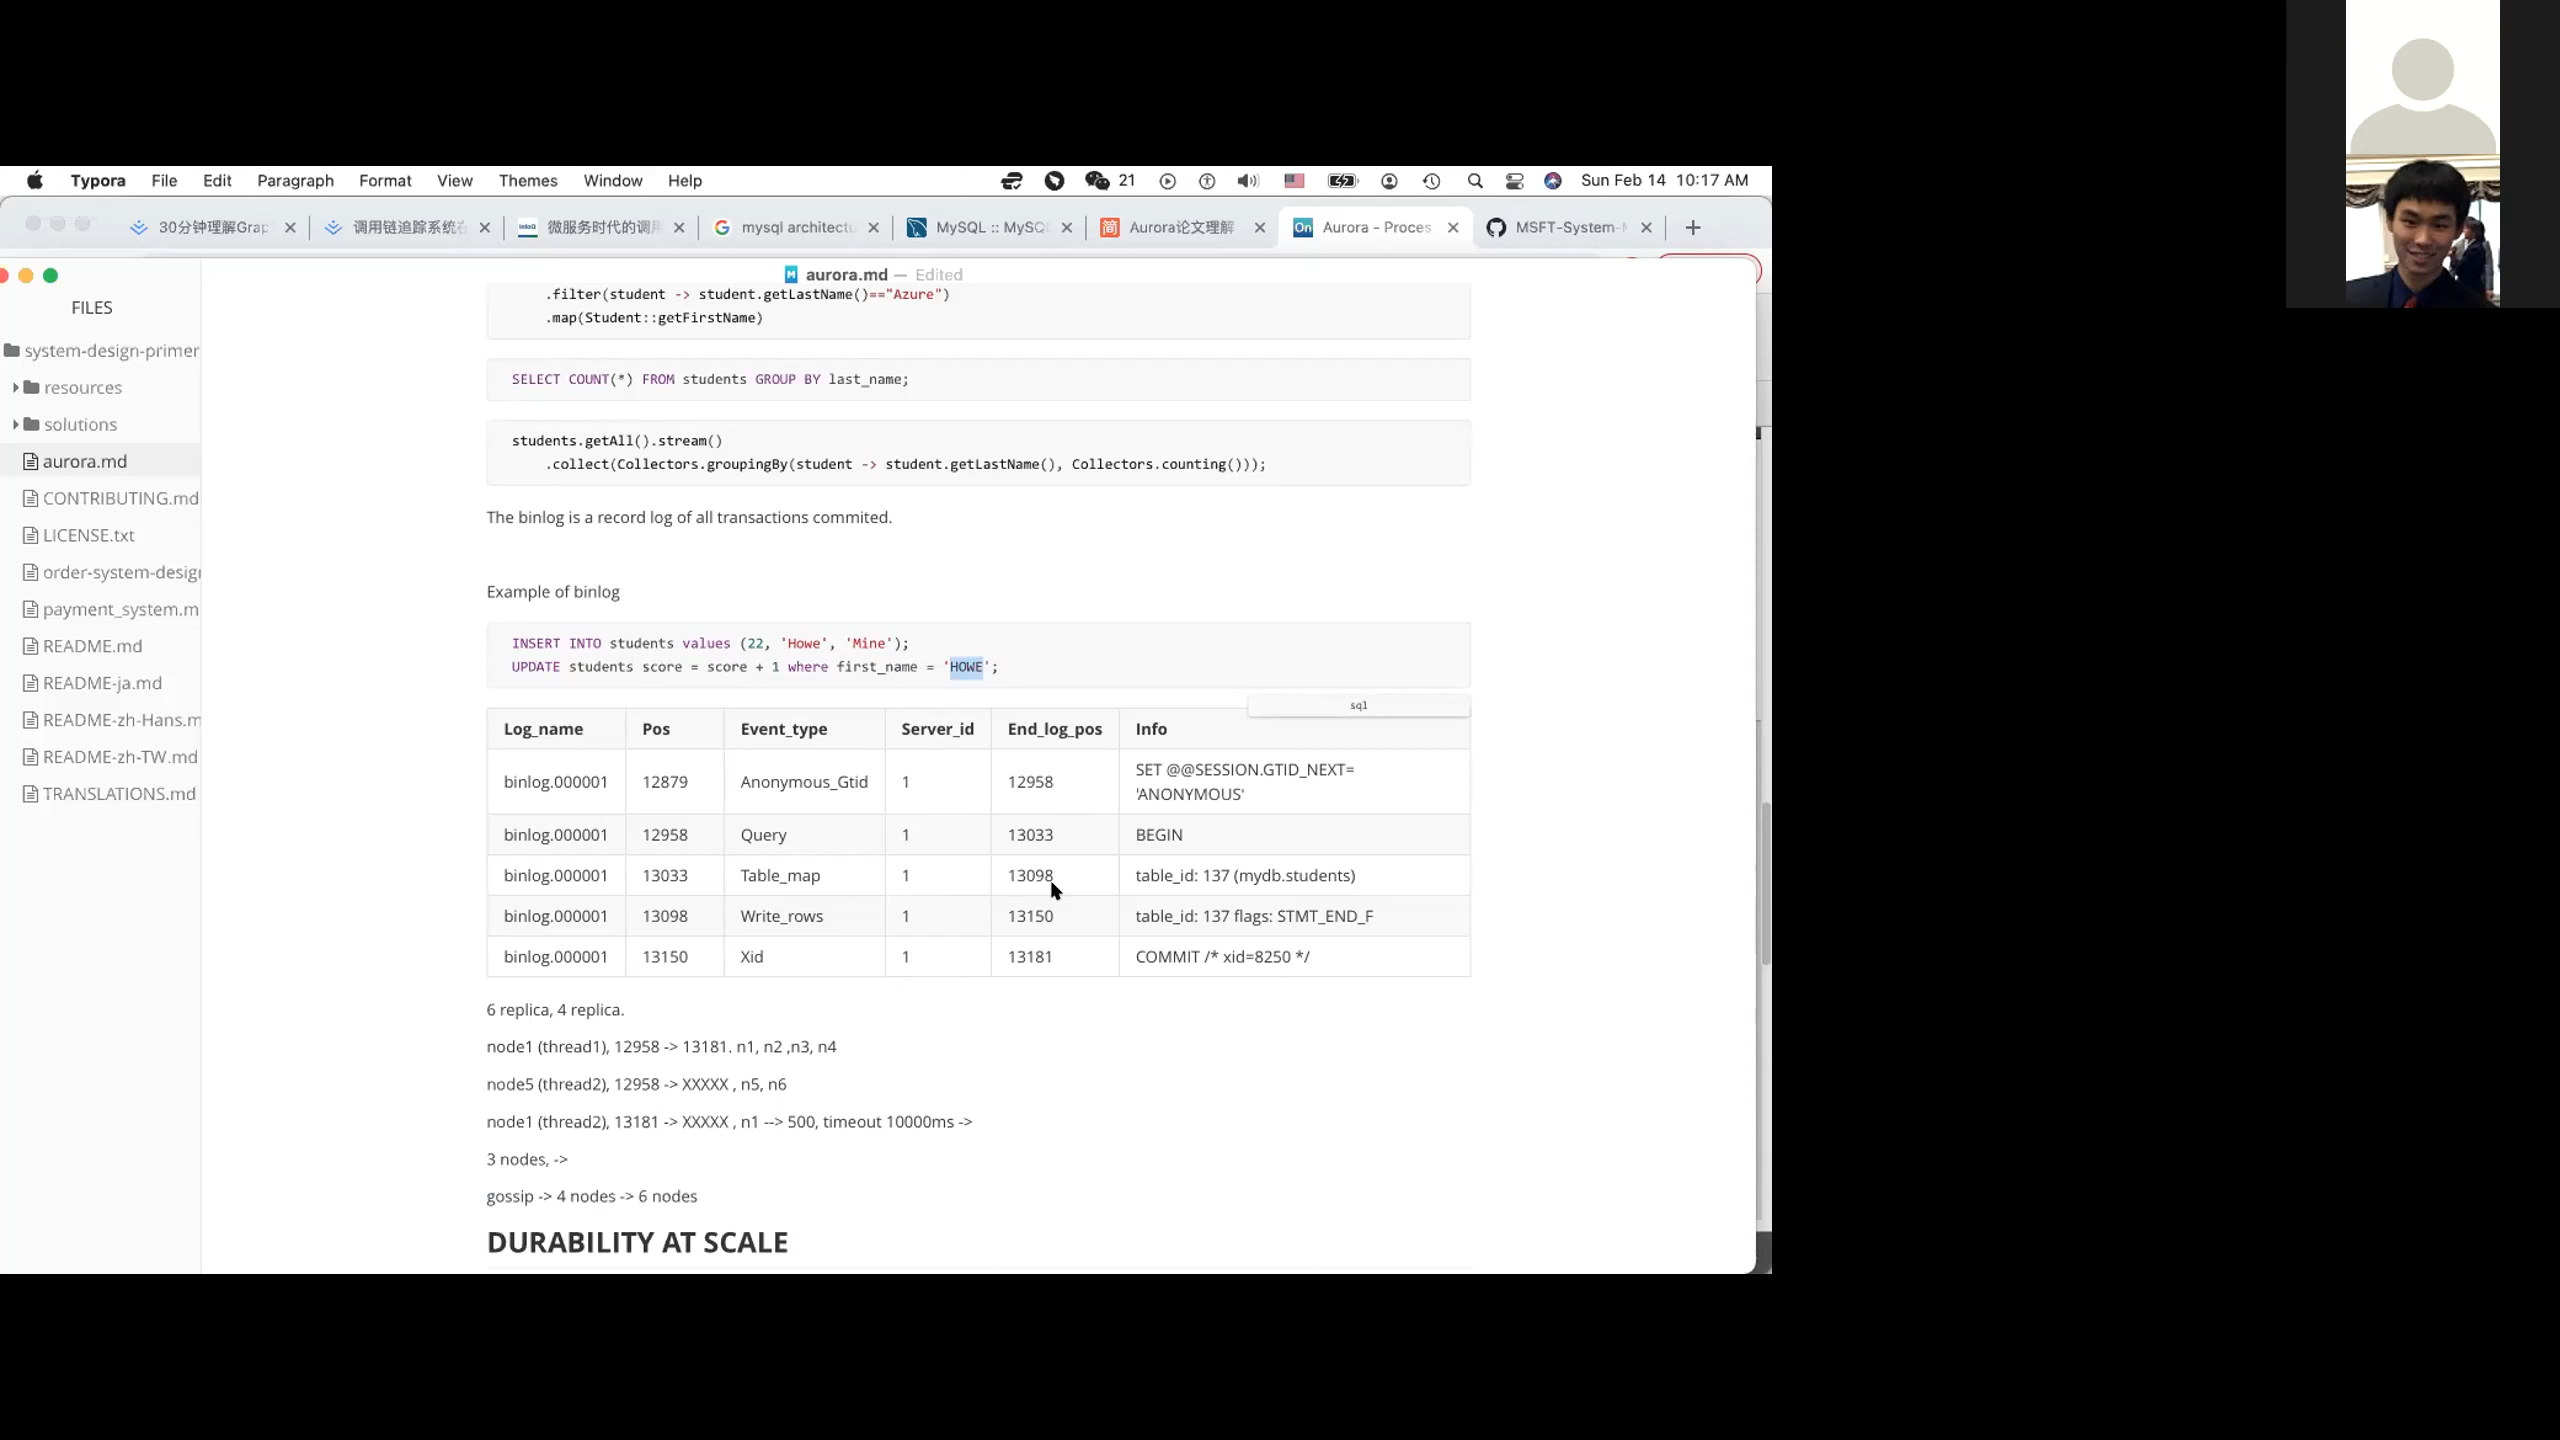 Typora File Edit Paragraph Format View Themes Window Help 21 Sun Feb 14 10:17 AM
30分钟理解Grap 调用链追踪系统在 InfoQ 微服务时代的调用 mysql architectu MySQL :: MySQL 简 Aurora论文理解 On Aurora - Proces MSFT-System-
aurora.md — Edited
FILES
system-design-primer
resources
solutions
aurora.md
CONTRIBUTING.md
LICENSE.txt
order-system-desig
payment_system.m
README.md
README-ja.md
README-zh-Hans.m
README-zh-TW.md
TRANSLATIONS.md
.filter(student -> student.getLastName()=="Azure")
.map(Student::getFirstName)
SELECT COUNT(*) FROM students GROUP BY last_name;
students.getAll().stream()
.collect(Collectors.groupingBy(student -> student.getLastName(), Collectors.counting()));
The binlog is a record log of all transactions commited.
Example of binlog
INSERT INTO students values (22, 'Howe', 'Mine');
UPDATE students score = score + 1 where first_name = 'HOWE';
sql
Log_name Pos Event_type Server_id End_log_pos Info
binlog.000001 12879 Anonymous_Gtid 1 12958 SET @@SESSION.GTID_NEXT=
'ANONYMOUS'
binlog.000001 12958 Query 1 13033 BEGIN
binlog.000001 13033 Table_map 1 13098 table_id: 137 (mydb.students)
binlog.000001 13098 Write_rows 1 13150 table_id: 137 flags: STMT_END_F
binlog.000001 13150 Xid 1 13181 COMMIT /* xid=8250 */
6 replica, 4 replica.
node1 (thread1), 12958 -> 13181. n1, n2 ,n3, n4
node5 (thread2), 12958 -> XXXXX , n5, n6
node1 (thread2), 13181 -> XXXXX , n1 --> 500, timeout 10000ms ->
3 nodes, ->
gossip -> 4 nodes -> 6 nodes
DURABILITY AT SCALE